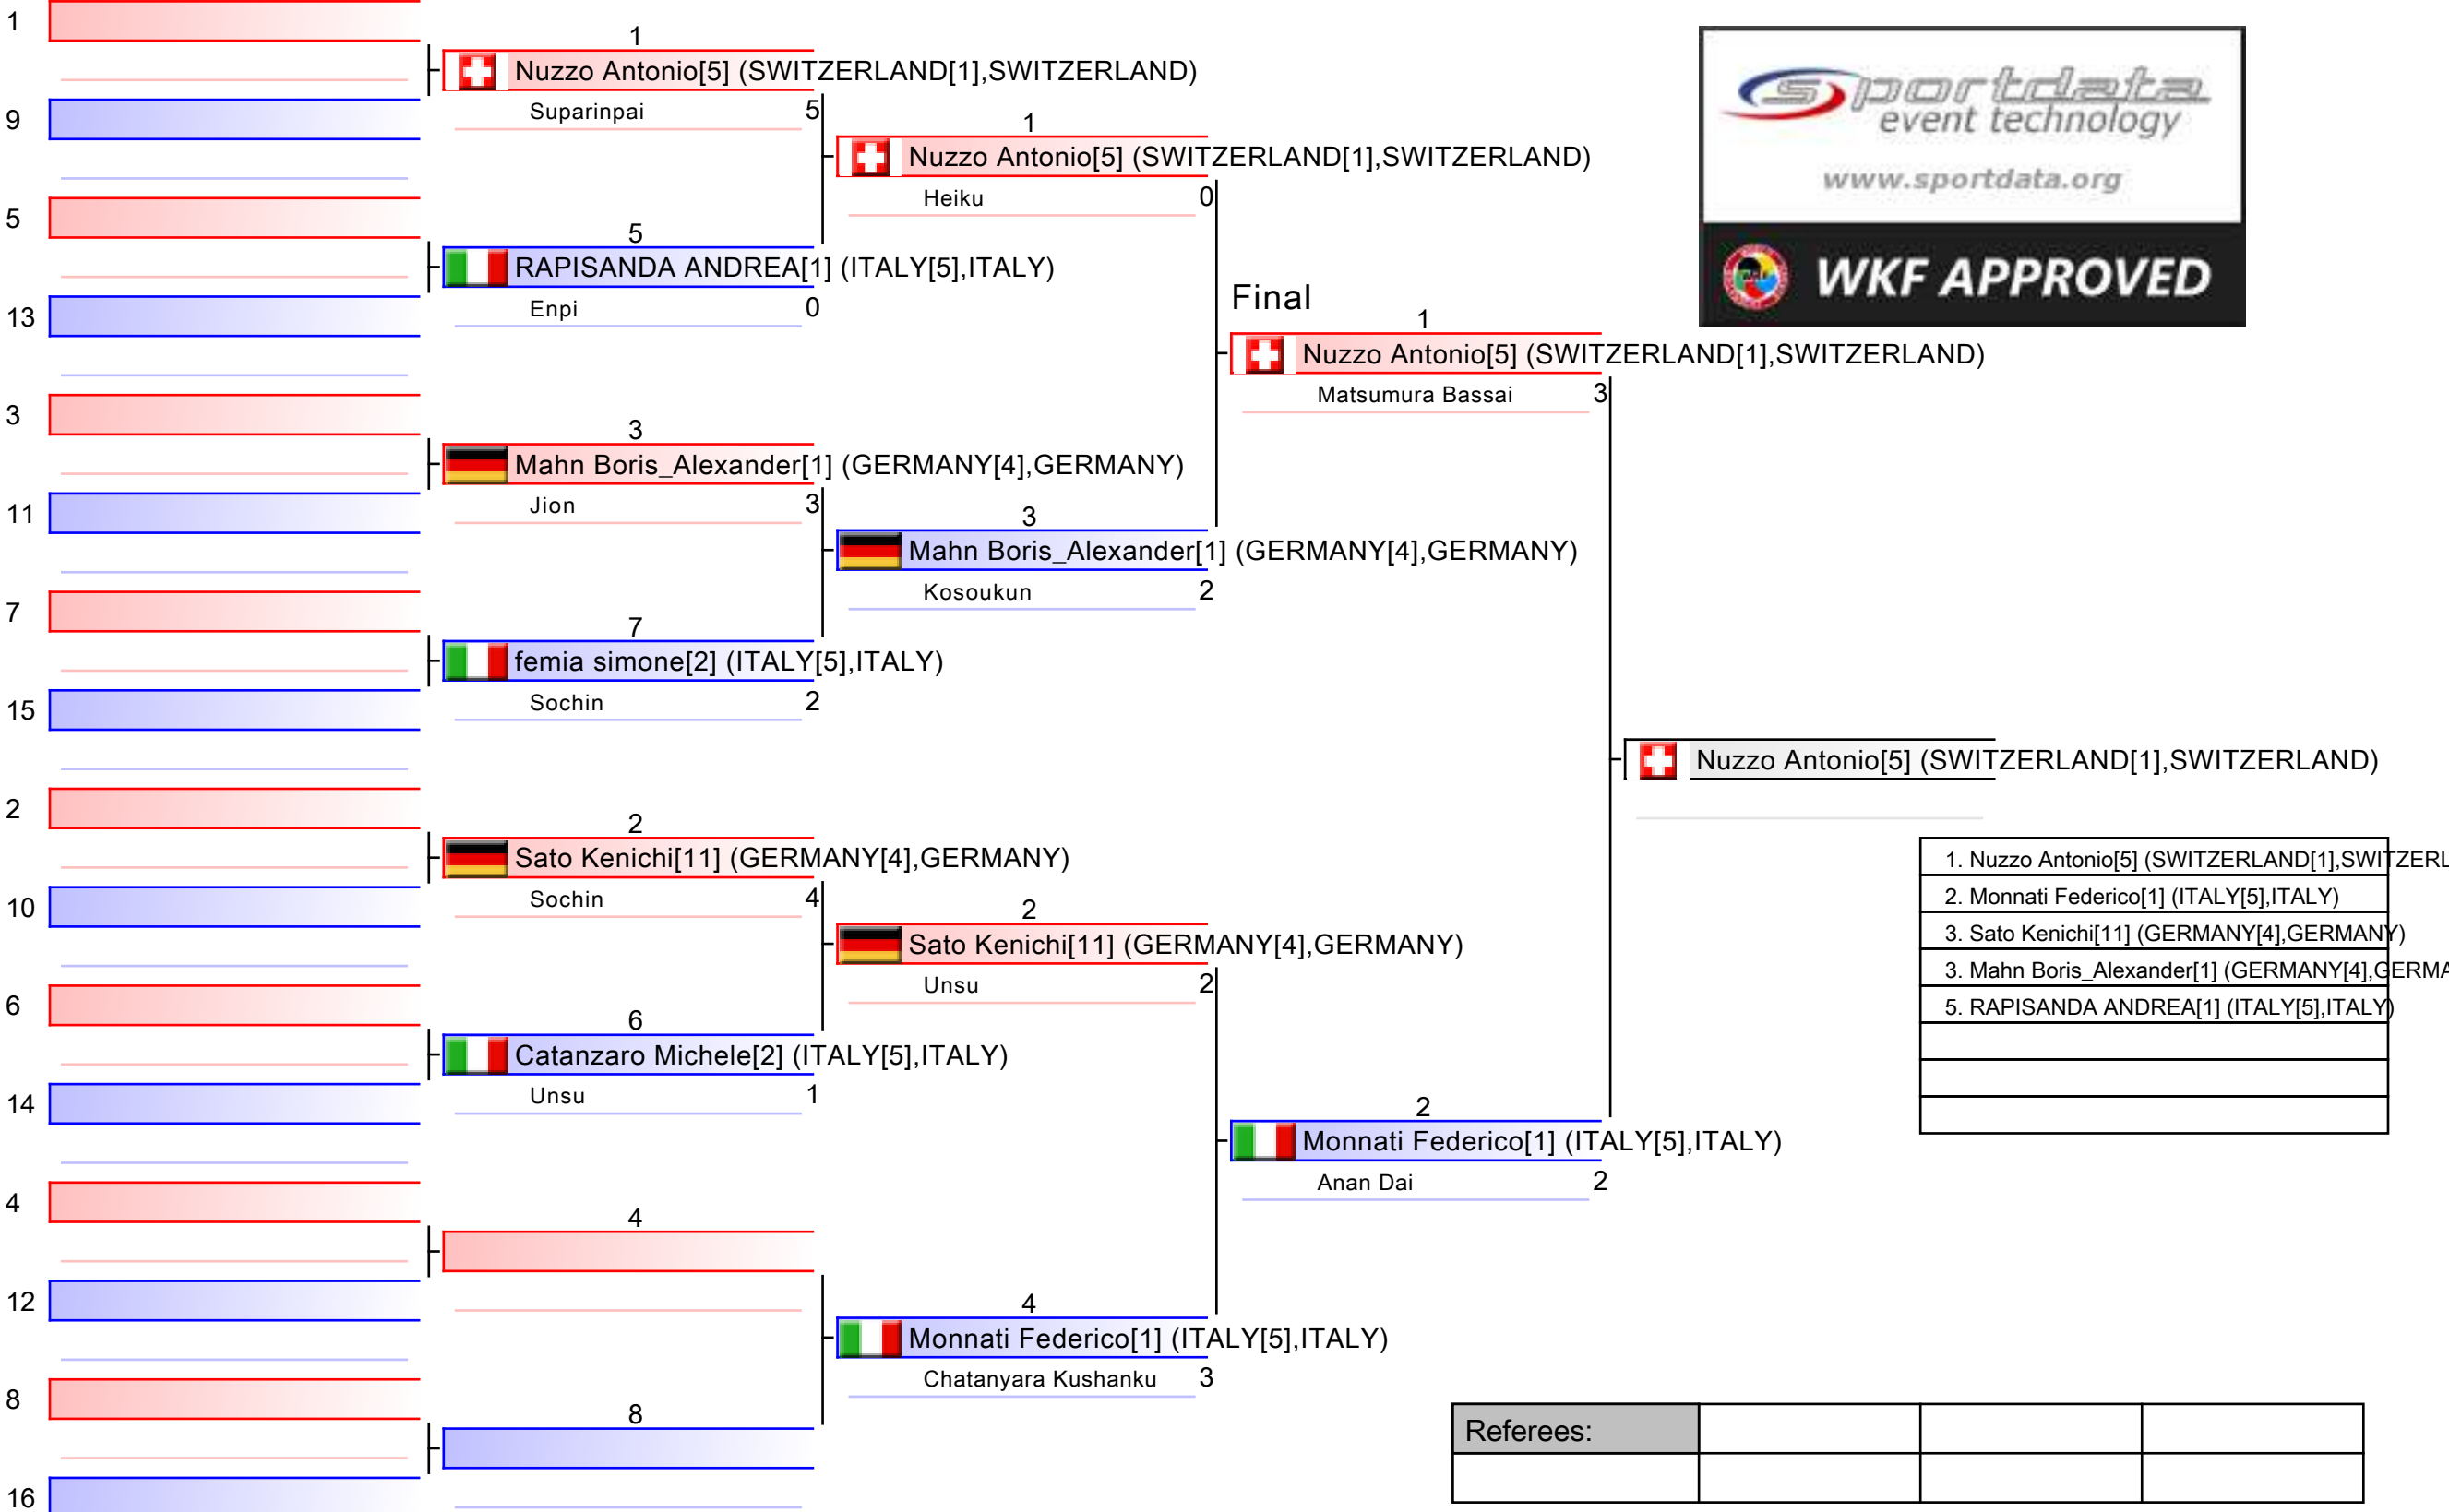 1
9
5
13
3
11
7
15
2
10
6
14
4
12
8
16
1
Nuzzo Antonio[5] (SWITZERLAND[1],SWITZERLAND)
Suparinpai 5
5
RAPISANDA ANDREA[1] (ITALY[5],ITALY)
Enpi 0
3
Mahn Boris_Alexander[1] (GERMANY[4],GERMANY)
Jion 3
7
femia simone[2] (ITALY[5],ITALY)
Sochin 2
2
Sato Kenichi[11] (GERMANY[4],GERMANY)
Sochin 4
6
Catanzaro Michele[2] (ITALY[5],ITALY)
Unsu 1
4
8
1
Nuzzo Antonio[5] (SWITZERLAND[1],SWITZERLAND)
Heiku 0
3
Mahn Boris_Alexander[1] (GERMANY[4],GERMANY)
Kosoukun 2
2
Sato Kenichi[11] (GERMANY[4],GERMANY)
Unsu 2
4
Monnati Federico[1] (ITALY[5],ITALY)
Chatanyara Kushanku 3
Final
1
Nuzzo Antonio[5] (SWITZERLAND[1],SWITZERLAND)
Matsumura Bassai 3
2
Monnati Federico[1] (ITALY[5],ITALY)
Anan Dai 2
Nuzzo Antonio[5] (SWITZERLAND[1],SWITZERLAND)
sportdata
event technology
www.sportdata.org
WKF APPROVED
1. Nuzzo Antonio[5] (SWITZERLAND[1],SWITZERL
2. Monnati Federico[1] (ITALY[5],ITALY)
3. Sato Kenichi[11] (GERMANY[4],GERMANY)
3. Mahn Boris_Alexander[1] (GERMANY[4],GERMA
5. RAPISANDA ANDREA[1] (ITALY[5],ITALY)
Referees: